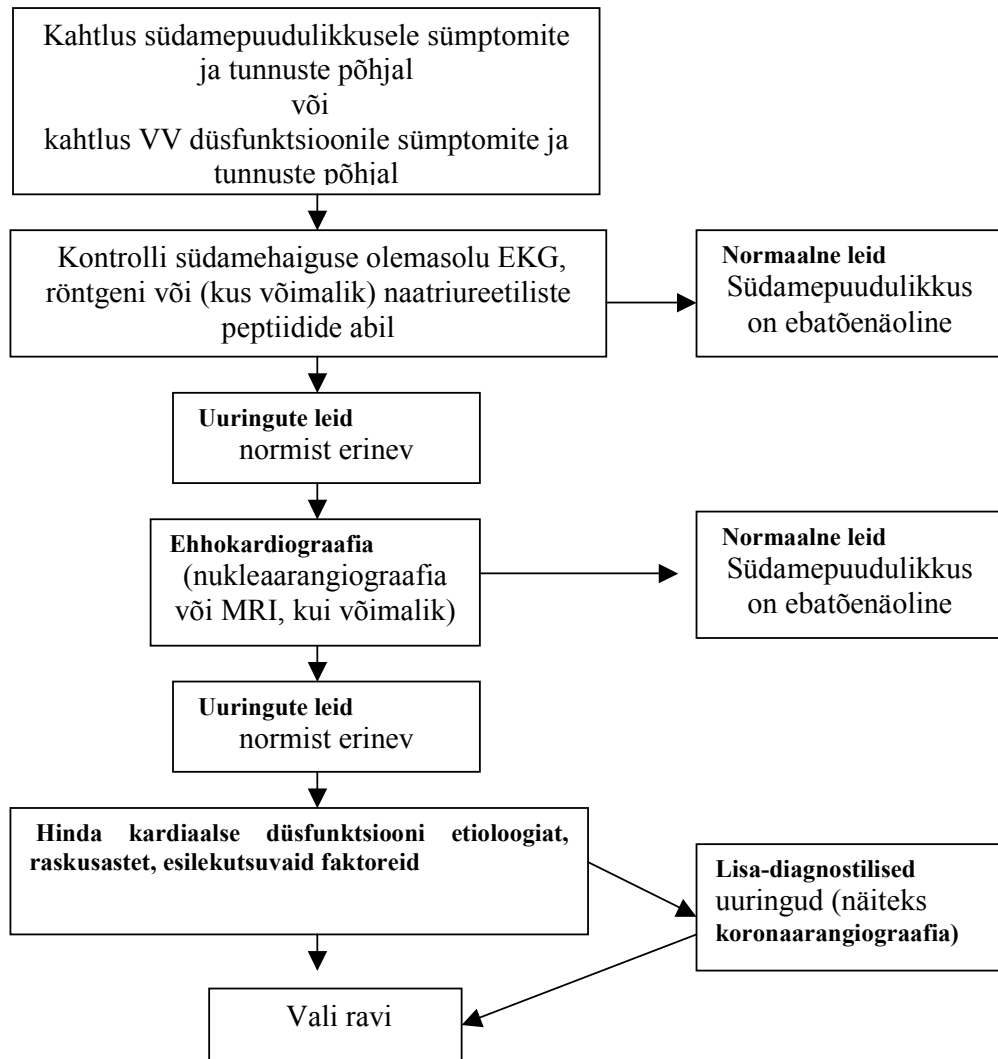 Kahtlus südamepuudulikkusele sümptomite
ja tunnuste põhjal
või
kahtlus VV düsfunktsioonile sümptomite ja
tunnuste põhjal
Kontrolli südamehaiguse olemasolu EKG,
röntgeni või (kus võimalik) naatriureetiliste
peptiidide abil
Normaalne leid
Südamepuudulikkus
on ebatõenäoline
Uuringute leid
normist erinev
Ehhokardiograafia
(nukleaarangiograafia
või MRI, kui võimalik)
Normaalne leid
Südamepuudulikkus
on ebatõenäoline
Uuringute leid
normist erinev
Hinda kardiaalse düsfunktsiooni etioloogiat,
raskusastet, esilekutsuvaid faktoreid
Lisa-diagnostilised
uuringud (näiteks
koronaarangiograafia)
Vali ravi